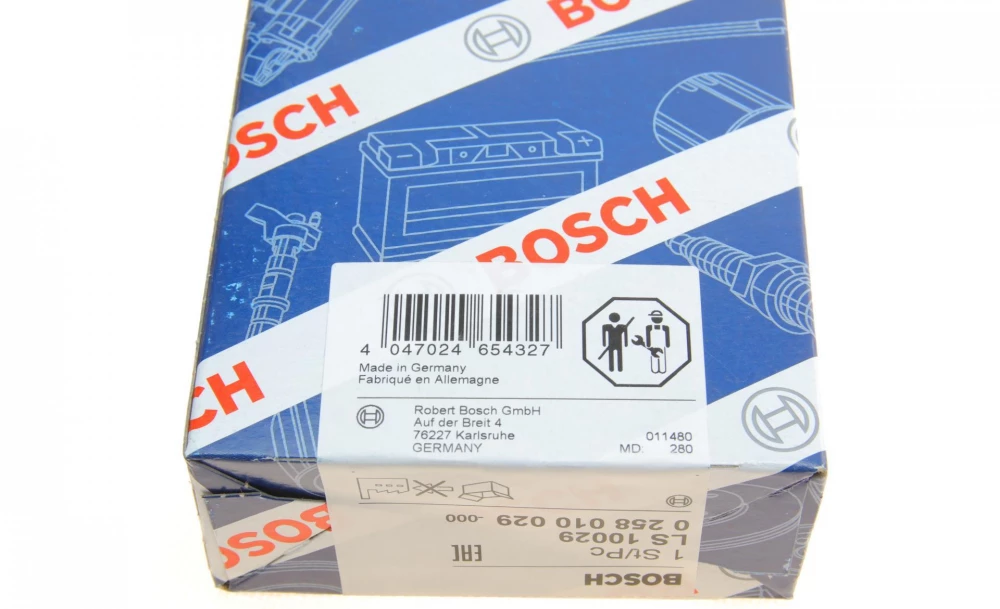 BOSCH
BOSCH
BOSCH
4 047024 654327
Made in Germany
Fabriqué en Allemagne
Robert Bosch GmbH
Auf der Breit 4
76227 Karlsruhe
GERMANY
011480
MD. 280
BOSCH
BOSCH
1 St/Pc
LS 10029
0 258 010 029 -000
EAC